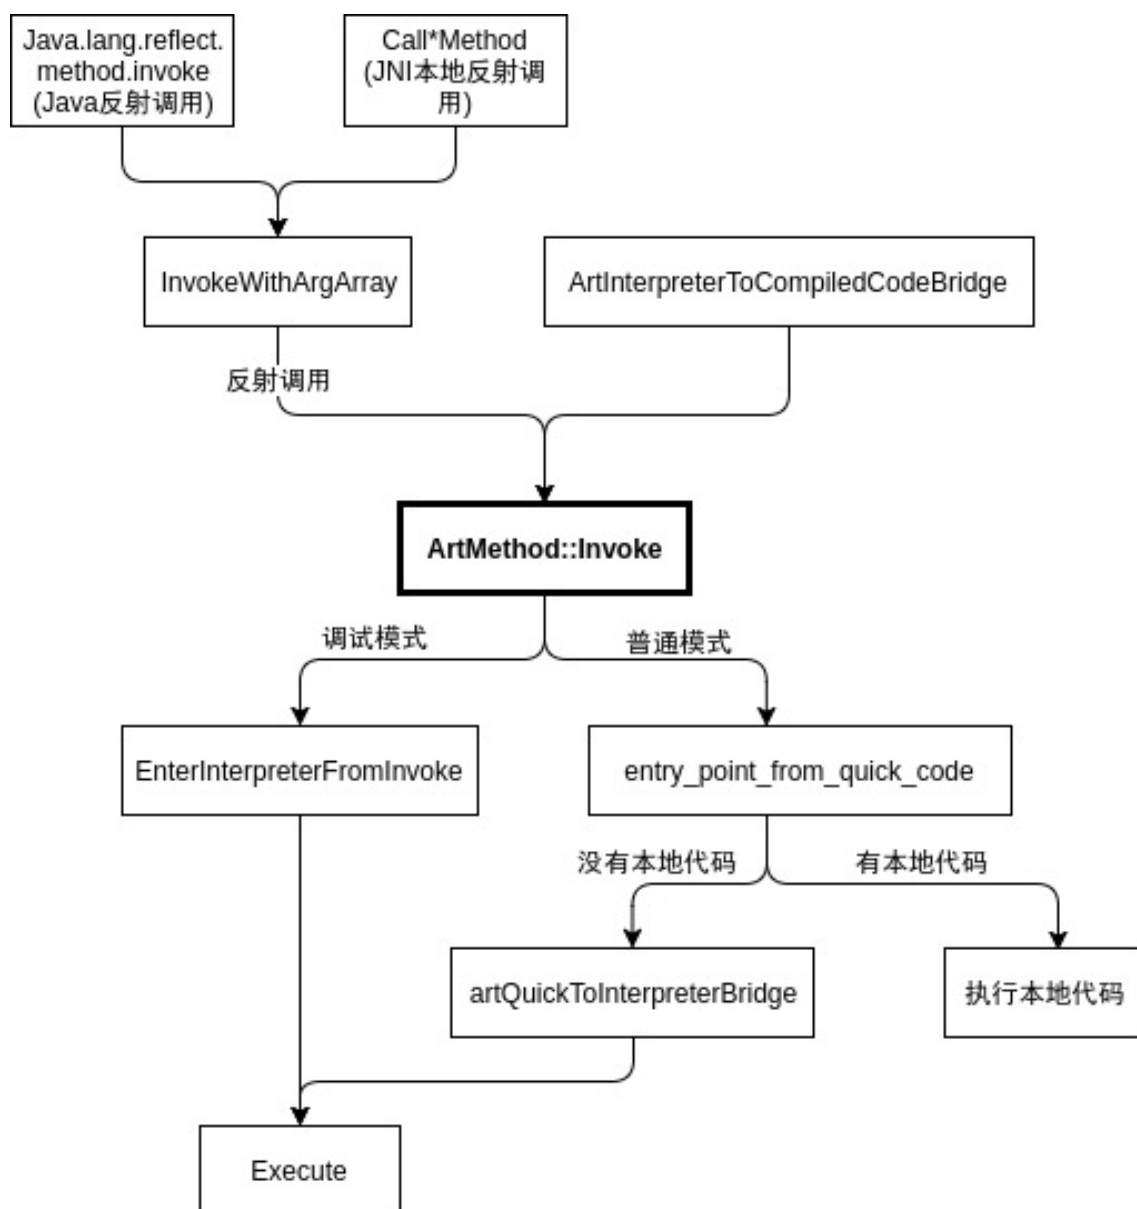 Java.lang.reflect.
method.invoke
(Java反射调用)
Call*Method
(JNI本地反射调
用)
InvokeWithArgArray
ArtInterpreterToCompiledCodeBridge
反射调用
ArtMethod::Invoke
调试模式
普通模式
EnterInterpreterFromInvoke
entry_point_from_quick_code
没有本地代码
有本地代码
artQuickToInterpreterBridge
执行本地代码
Execute